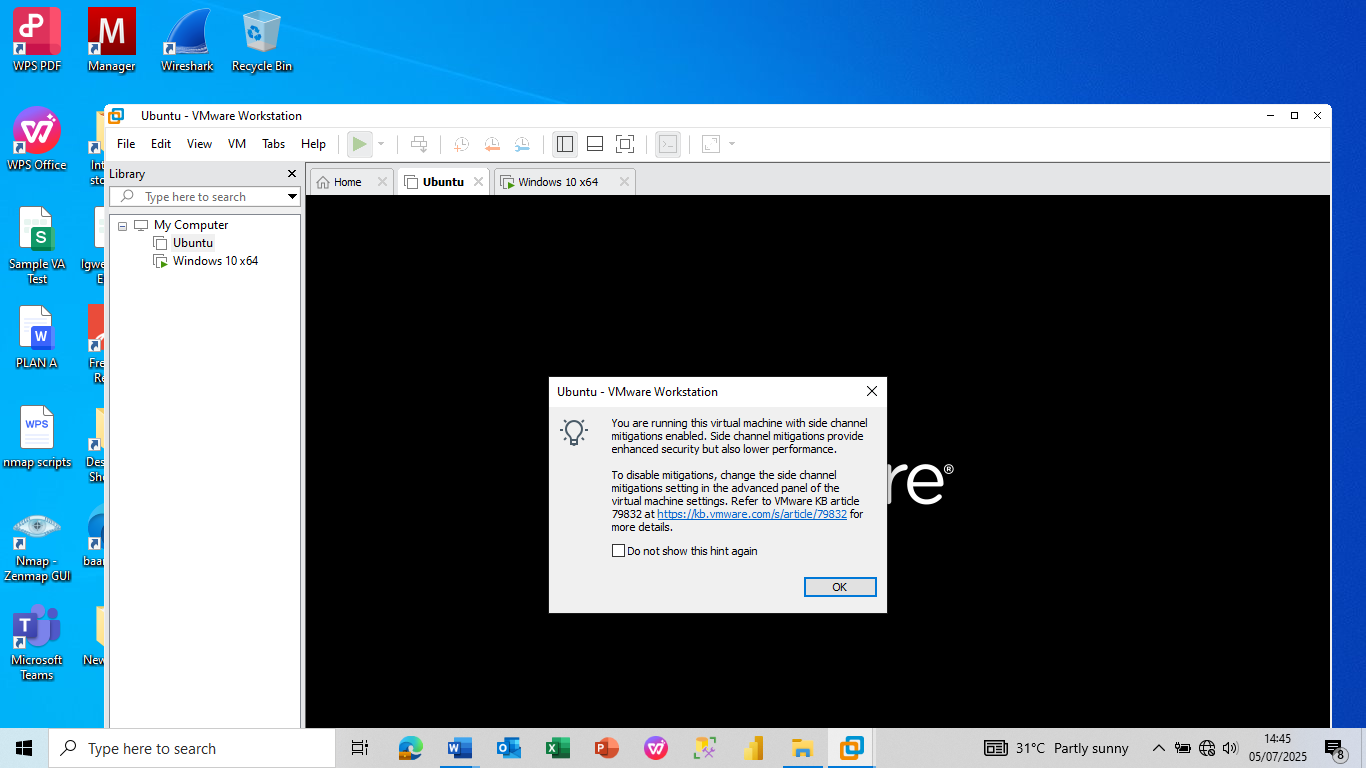 WPS PDF
Manager
Wireshark
Recycle Bin
WPS Office
Sample VA
Test
PLAN A
WPS
nmap scripts
Nmap -
Zenmap GUI
Microsoft
Teams
Ubuntu - VMware Workstation
File Edit View VM Tabs Help
Library
Type here to search
Home
Ubuntu
Windows 10 x64
My Computer
Ubuntu
Windows 10 x64
Ubuntu - VMware Workstation
You are running this virtual machine with side channel
mitigations enabled. Side channel mitigations provide
enhanced security but also lower performance.
To disable mitigations, change the side channel
mitigations setting in the advanced panel of the
virtual machine settings. Refer to VMware KB article
79832 at https://kb.vmware.com/s/article/79832 for
more details.
Do not show this hint again
OK
Type here to search
31°C Partly sunny
14:45
05/07/2025
8